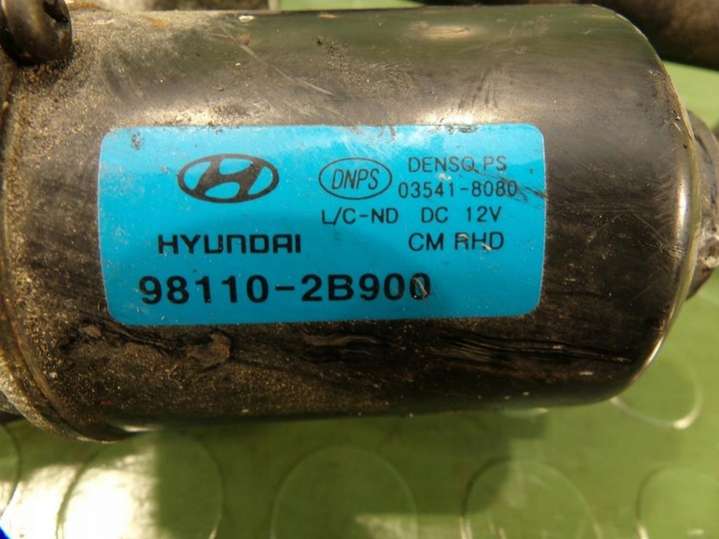 DNPS
DENSO PS
03541-8080
L/C-ND DC 12V
HYUNDAI
CM RHD
98110-2B900